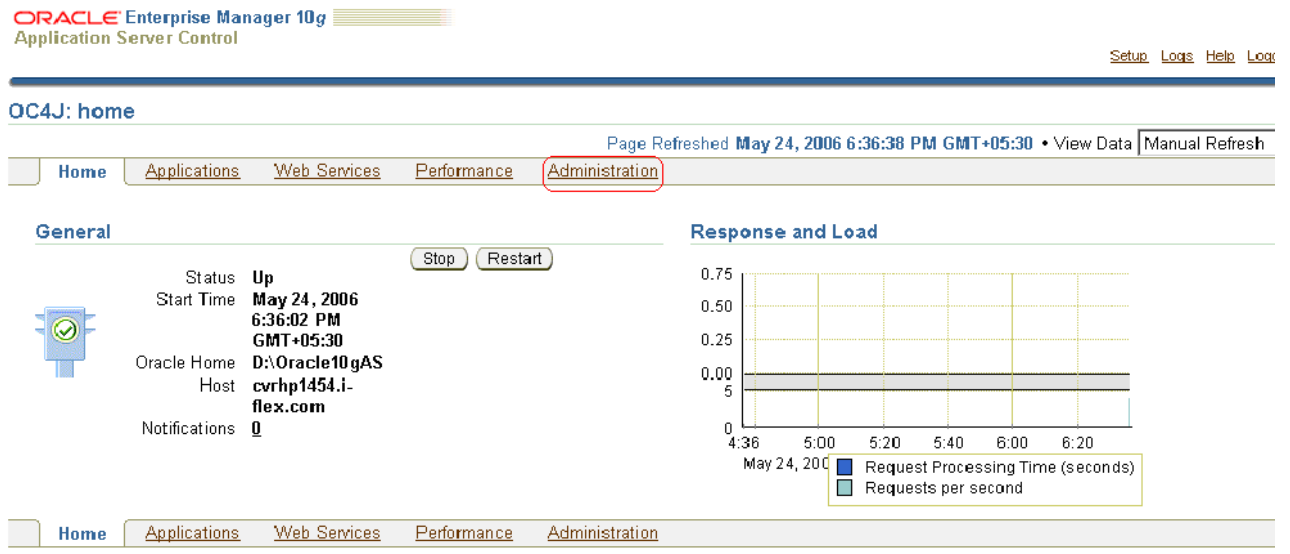 ORACLE Enterprise Manager 10g
Application Server Control
Setup Logs Help
OC4J: home
Page Refreshed May 24, 2006 6:36:38 PM GMT+05:30 • View Data Manual Refresh
Home Applications Web Services Performance Administration
General
Stop Restart
Status Up
Start Time May 24, 2006
6:36:02 PM
GMT+05:30
Oracle Home D:\Oracle10gAS
Host cvrhp1454.i-
flex.com
Notifications 0
Response and Load
0.75
0.50
0.25
0.00
5
0
4:36 5:00 5:20 5:40 6:00 6:20
May 24, 200
Request Processing Time (seconds)
Requests per second
Home Applications Web Services Performance Administration